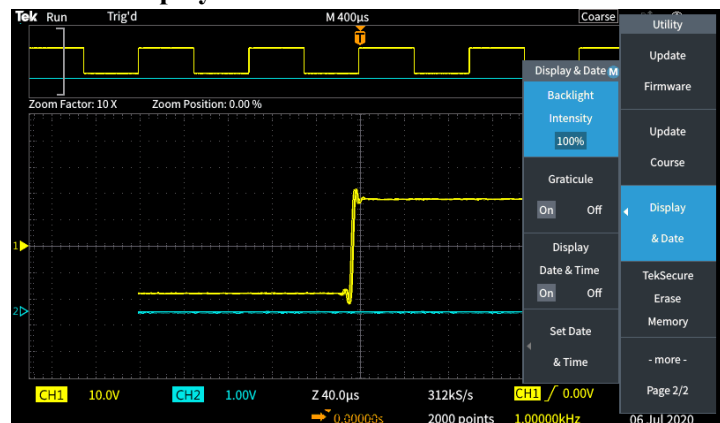 Tek Run Trig'd M 400µs Coarse
Utility
T
Update
Firmware
Display & Date M
Backlight
Intensity
100%
Zoom Factor: 10 X Zoom Position: 0.00 %
Update
Course
Graticule
On Off
Display
& Date
1
Display
Date & Time
On Off
TekSecure
Erase
Memory
2
Set Date
& Time
- more -
Page 2/2
CH1 10.0V CH2 1.00V Z 40.0µs 312kS/s CH1 0.00V
0.00000s 2000 points 1.00000kHz 06 Jul 2020